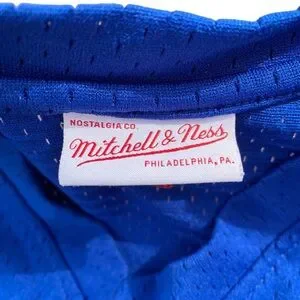 NOSTALGIA CO.
Mitchell & Ness
PHILADELPHIA, PA.